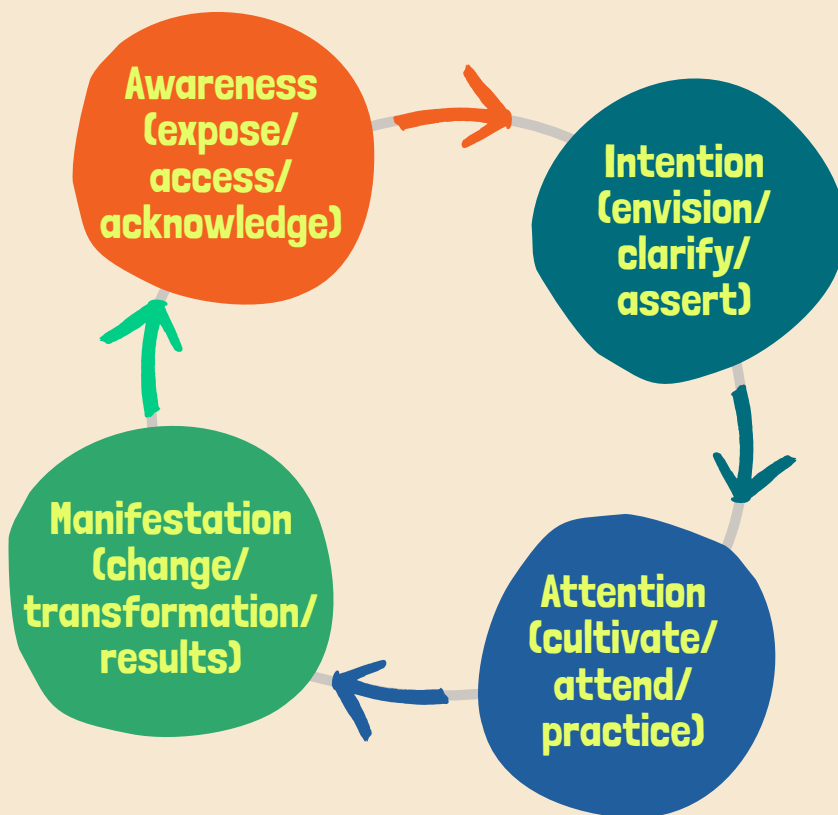 Awareness
(expose/
access/
acknowledge)
Intention
(envision/
clarify/
assert)
Attention
(cultivate/
attend/
practice)
Manifestation
(change/
transformation/
results)